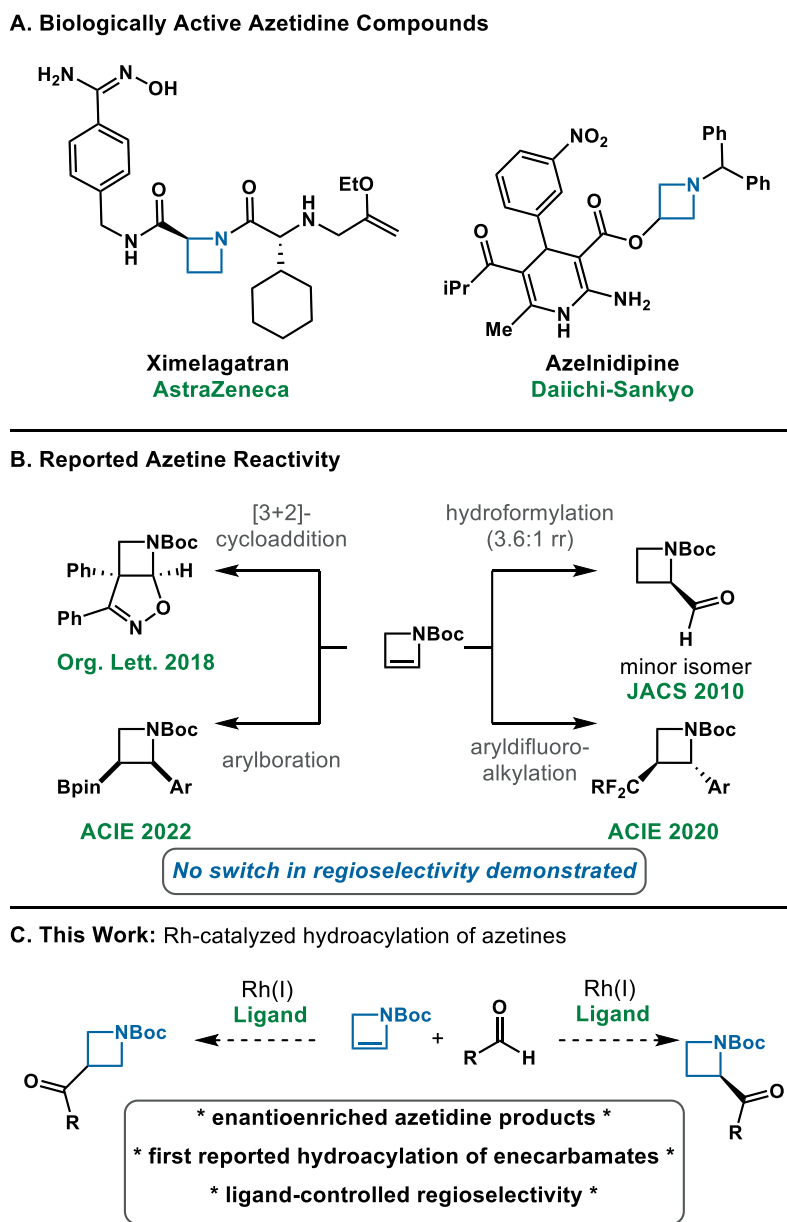 A. Biologically Active Azetidine Compounds
H2N
N
OH
O
N
H
N
O
H
N
EtO
Ximelagatran
AstraZeneca
NO2
O
iPr
Me
N
H
NH2
O
O
N
Ph
Ph
Azelnidipine
Daiichi-Sankyo
B. Reported Azetine Reactivity
[3+2]-
cycloaddition
hydroformylation
(3.6:1 rr)
NBoc
Ph
H
Ph
N
O
Org. Lett. 2018
NBoc
NBoc
O
H
minor isomer
JACS 2010
arylboration
aryldifluoro-
alkylation
NBoc
Bpin
Ar
ACIE 2022
NBoc
RF2C
Ar
ACIE 2020
No switch in regioselectivity demonstrated
C. This Work: Rh-catalyzed hydroacylation of azetines
NBoc
O
R
Rh(I)
Ligand
NBoc
+
O
R
H
Rh(I)
Ligand
NBoc
O
R
* enantioenriched azetidine products *
* first reported hydroacylation of enecarbamates *
* ligand-controlled regioselectivity *